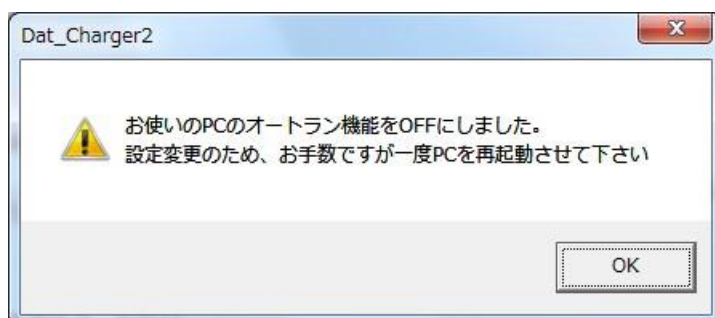 Dat_Charger2
お使いのPCのオートラン機能をOFFにしました。
設定変更のため、お手数ですが一度PCを再起動させて下さい
OK